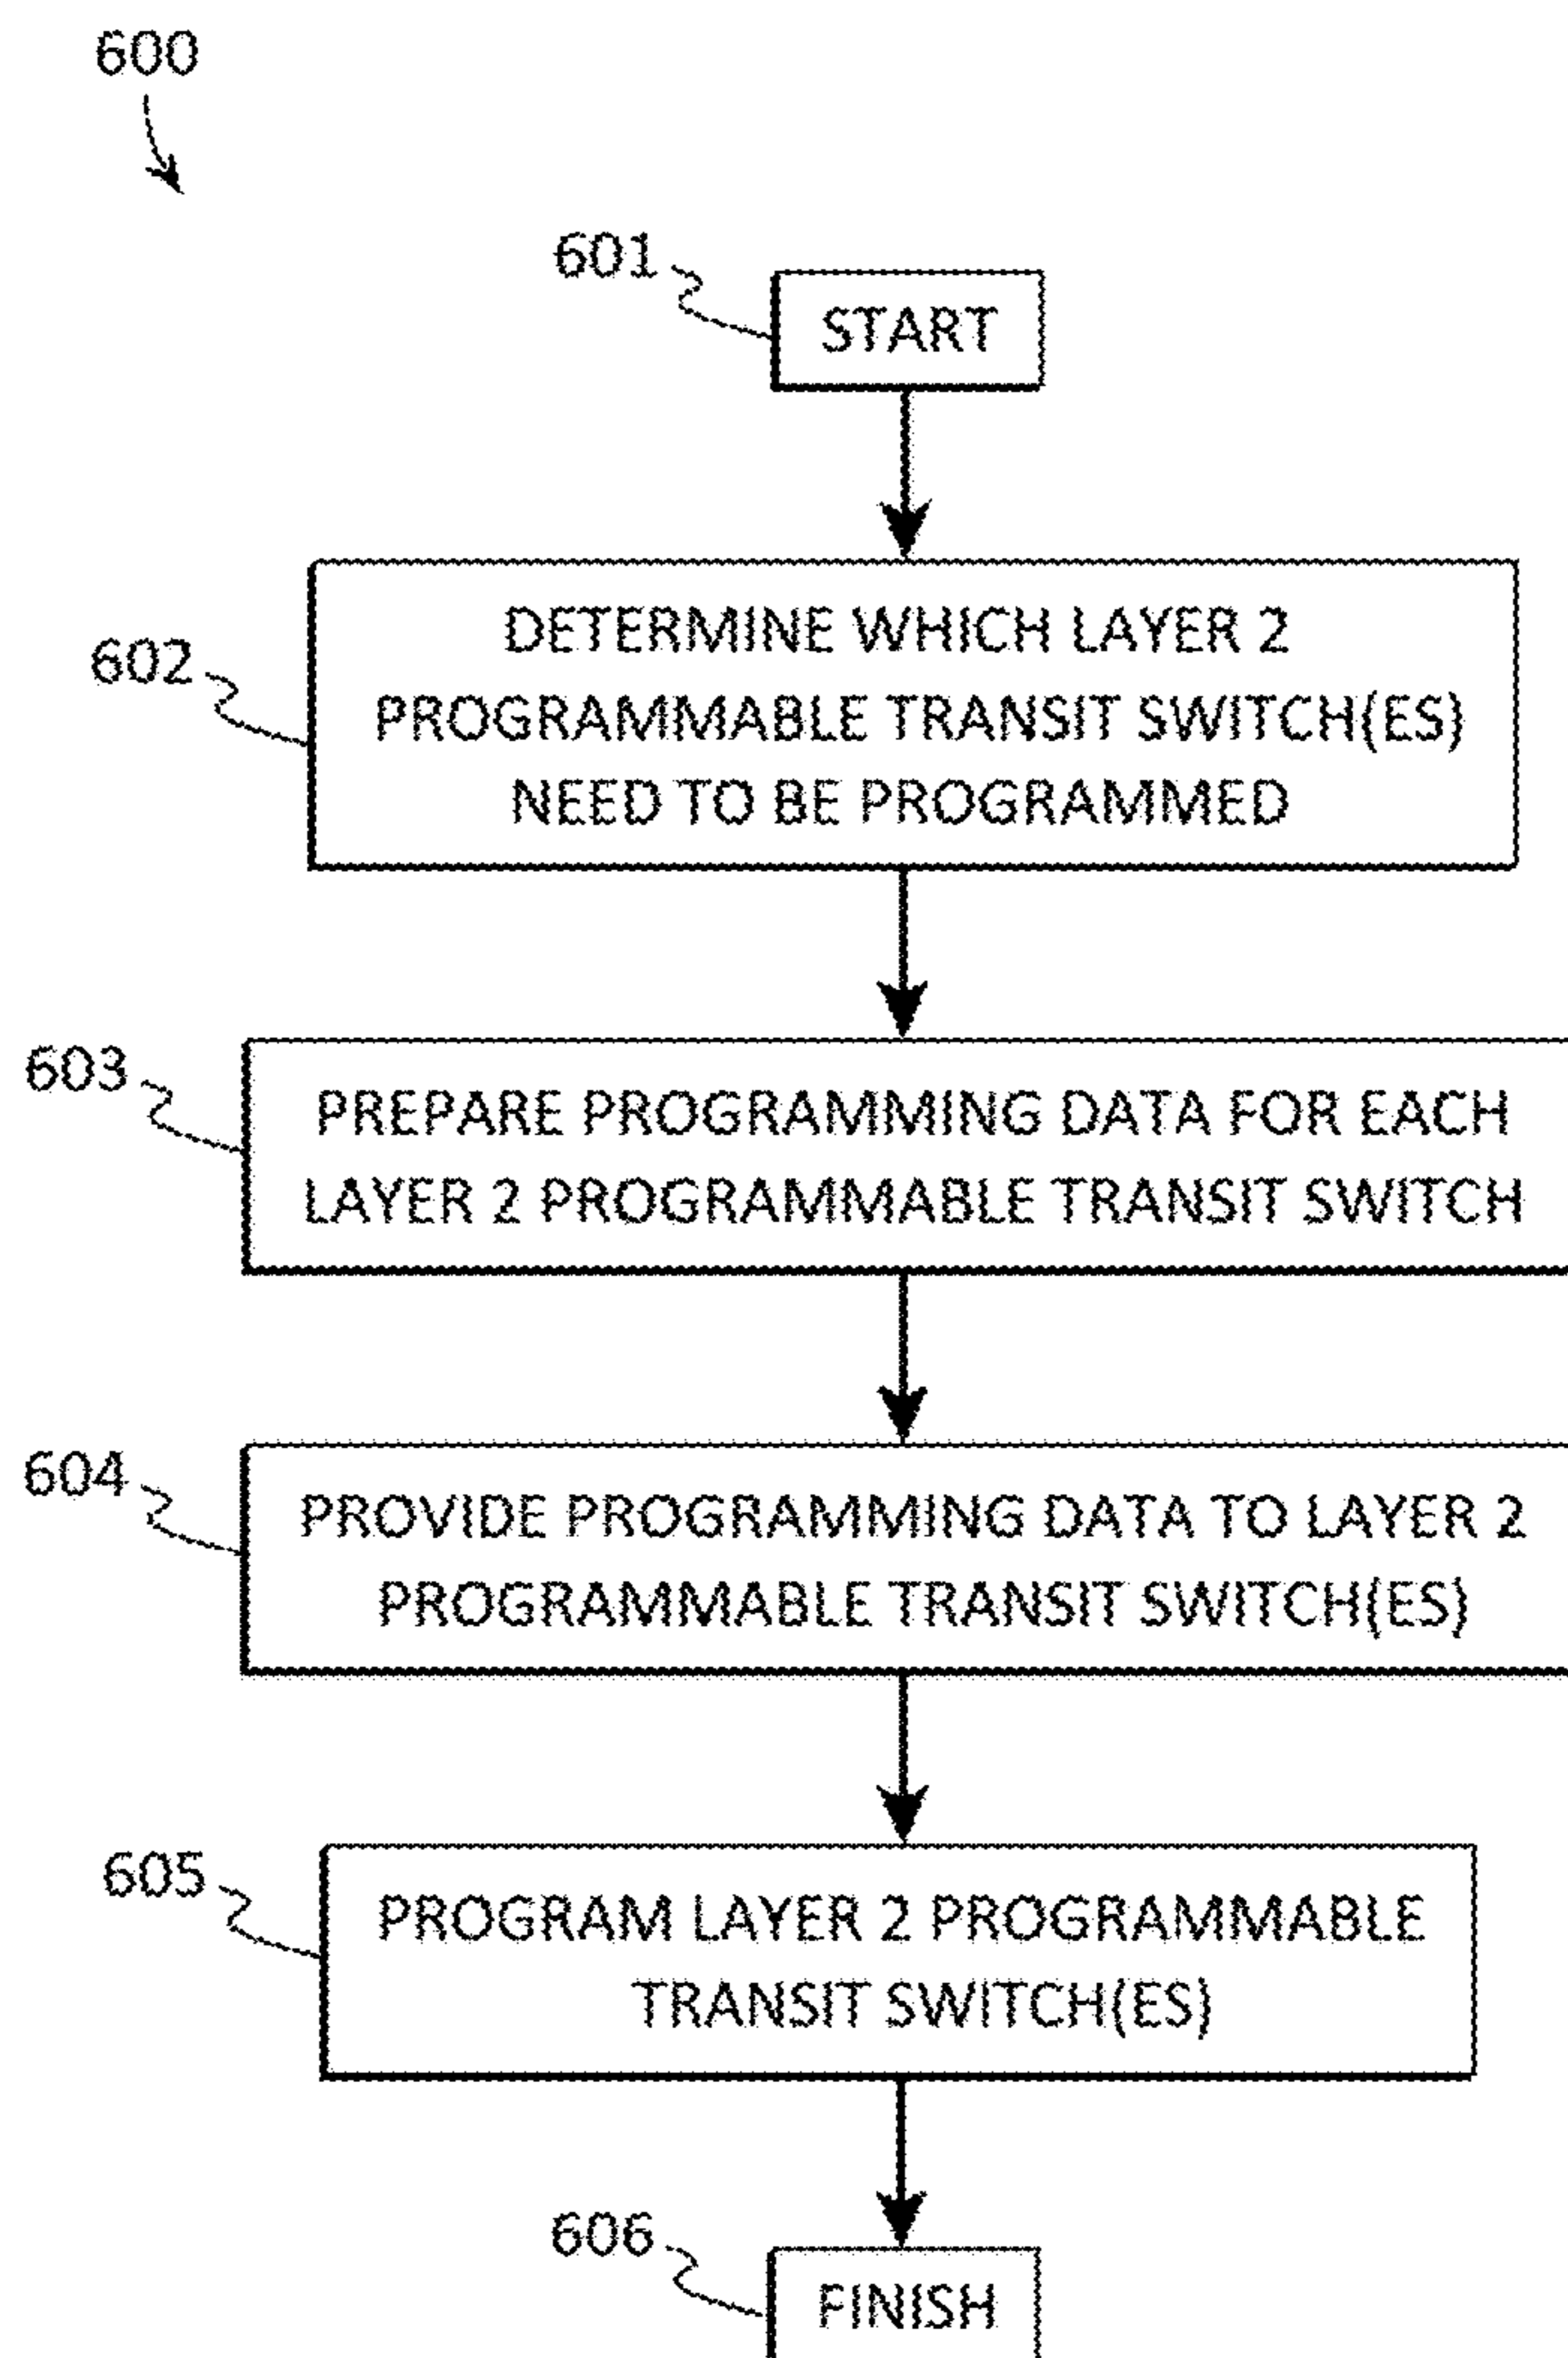 600
601
START
602
DETERMINE WHICH LAYER 2
PROGRAMMABLE TRANSIT SWITCH(ES)
NEED TO BE PROGRAMMED
603
PREPARE PROGRAMMING DATA FOR EACH
LAYER 2 PROGRAMMABLE TRANSIT SWITCH
604
PROVIDE PROGRAMMING DATA TO LAYER 2
PROGRAMMABLE TRANSIT SWITCH(ES)
605
PROGRAM LAYER 2 PROGRAMMABLE
TRANSIT SWITCH(ES)
606
FINISH